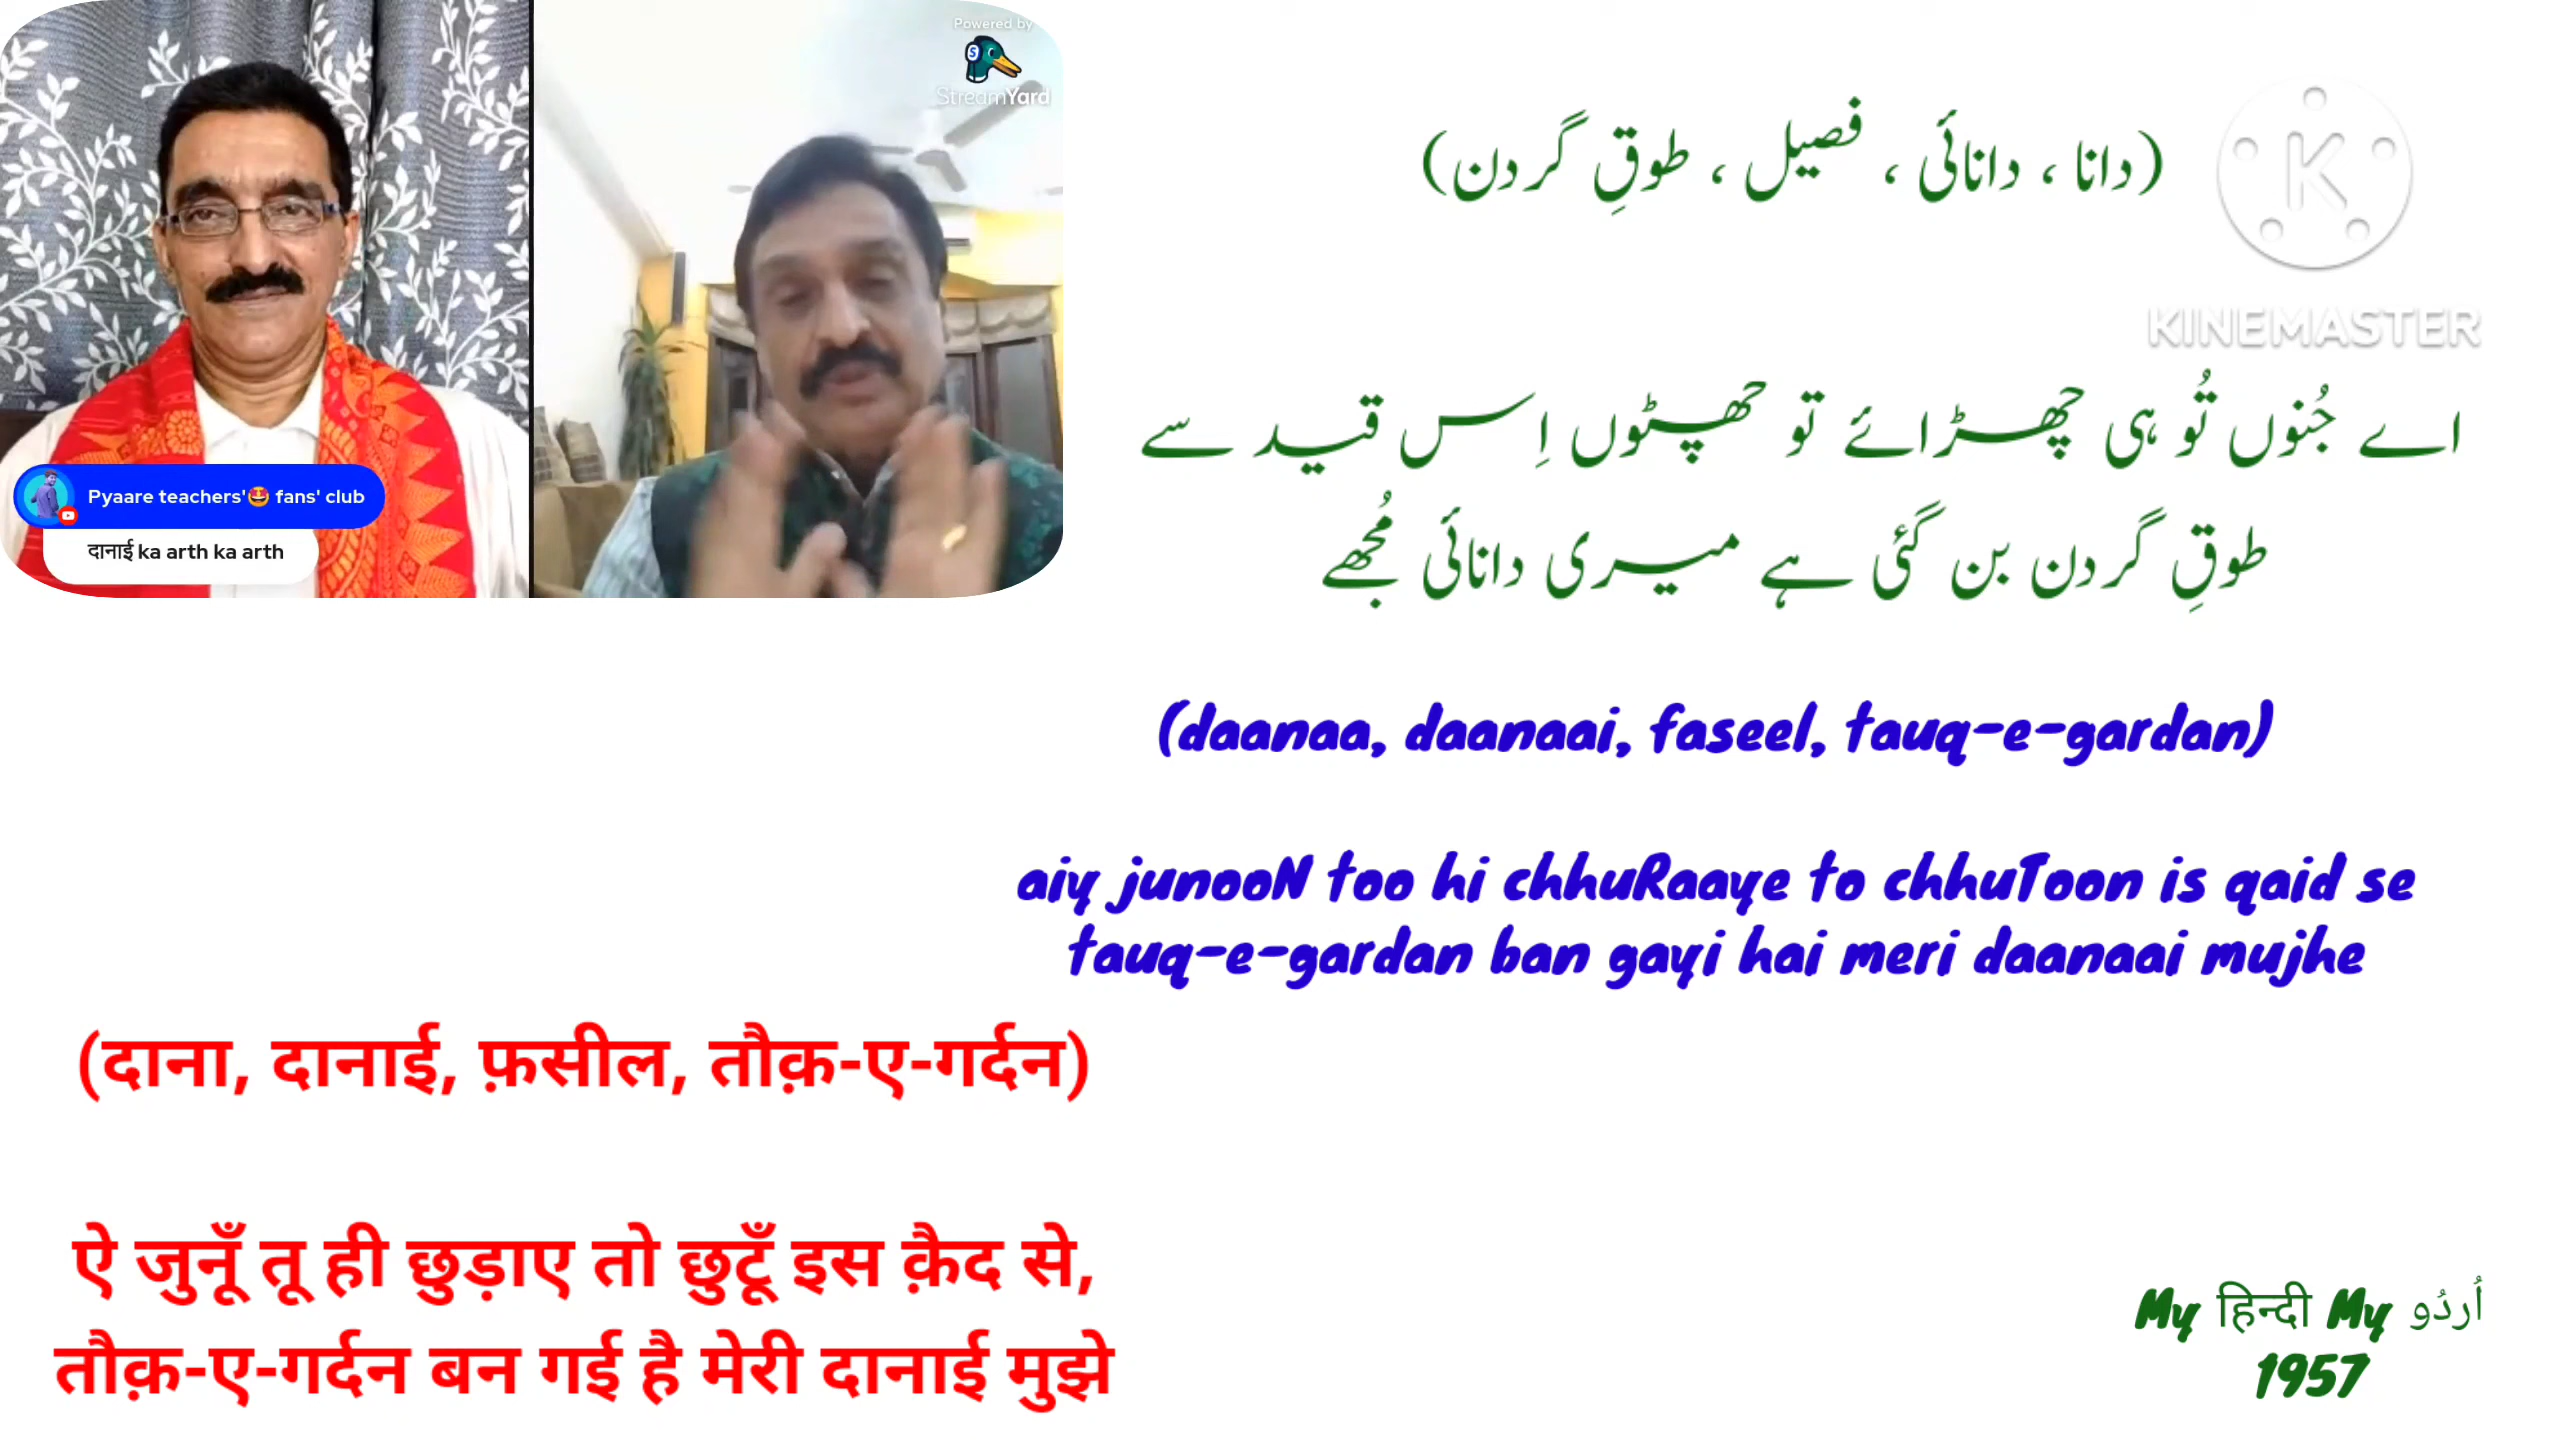 Powered by
StreamYard
Pyaare teachers'🤩 fans' club
दानाई ka arth ka arth
(دانا ، دانائی ، فصیل ، طوقِ گردن)
K
KINEMASTER
اے جُنوں تُو ہی چھڑائے تو چھٹوں اِس قید سے
طوقِ گردن بن گئی ہے میری دانائی مُجھے
(daanaa, daanaai, faseel, tauq-e-gardan)
aiy junooN too hi chhuRaaye to chhuToon is qaid se
tauq-e-gardan ban gayi hai meri daanaai mujhe
(दाना, दानाई, फ़सील, तौक़-ए-गर्दन)
ऐ जुनूँ तू ही छुड़ाए तो छुटूँ इस क़ैद से,
तौक़-ए-गर्दन बन गई है मेरी दानाई मुझे
My हिन्दी My اُردُو
1957